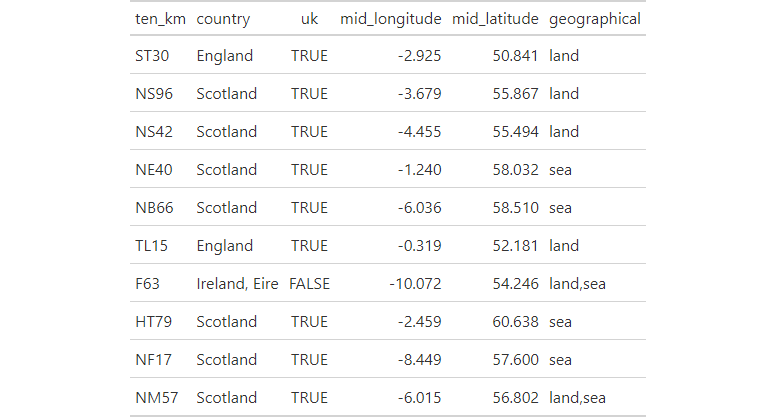 ten_km country uk mid_longitude mid_latitude geographical
ST30 England TRUE -2.925 50.841 land
NS96 Scotland TRUE -3.679 55.867 land
NS42 Scotland TRUE -4.455 55.494 land
NE40 Scotland TRUE -1.240 58.032 sea
NB66 Scotland TRUE -6.036 58.510 sea
TL15 England TRUE -0.319 52.181 land
F63 Ireland, Eire FALSE -10.072 54.246 land,sea
HT79 Scotland TRUE -2.459 60.638 sea
NF17 Scotland TRUE -8.449 57.600 sea
NM57 Scotland TRUE -6.015 56.802 land,sea